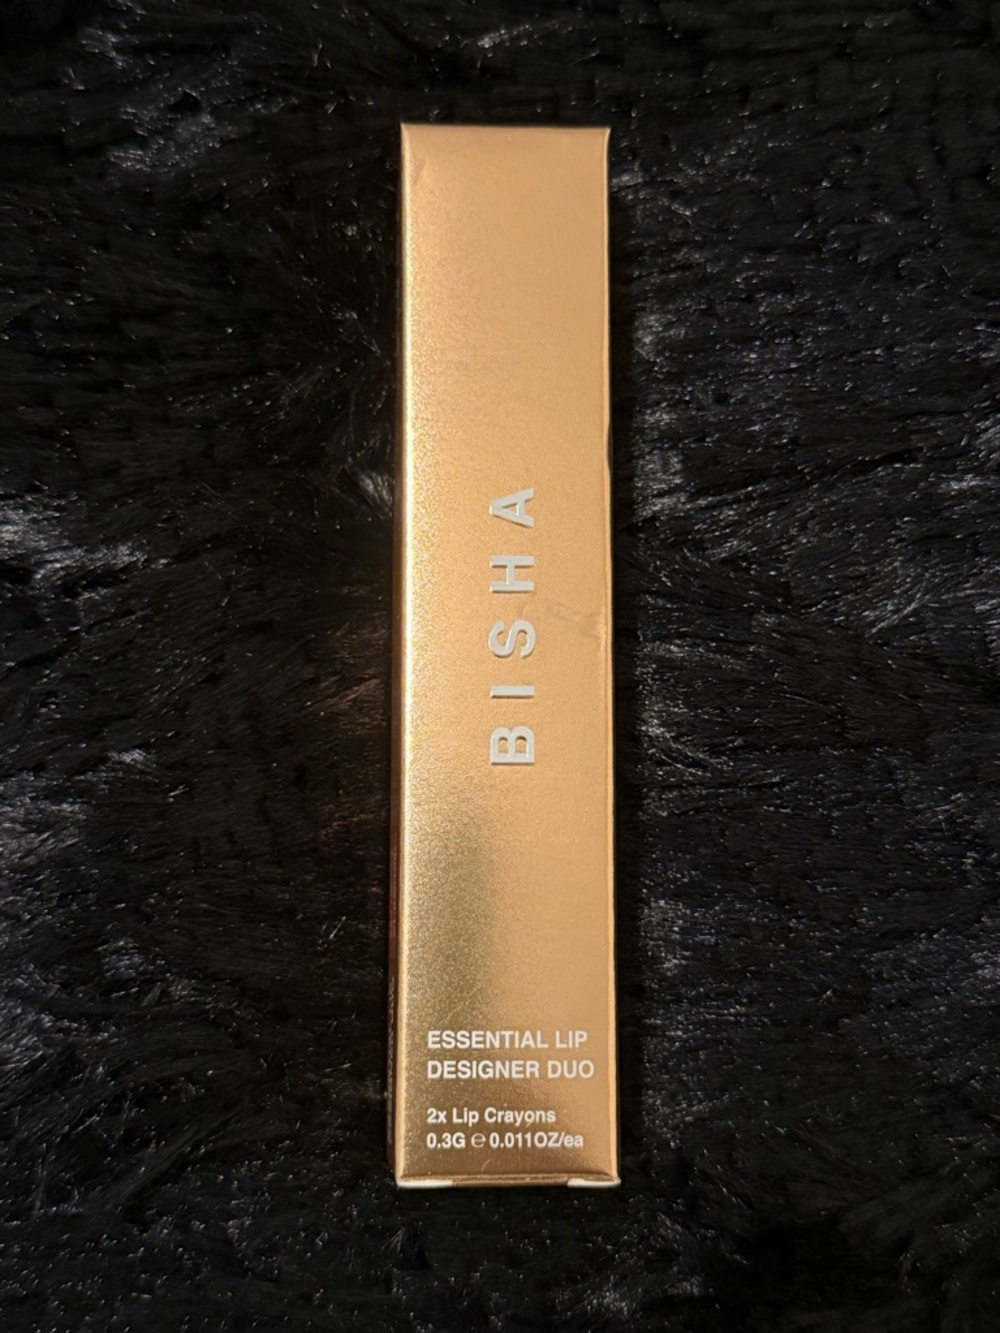 BISHA
ESSENTIAL LIP
DESIGNER DUO
2x Lip Crayons
0.3G ℮ 0.011OZ/ea